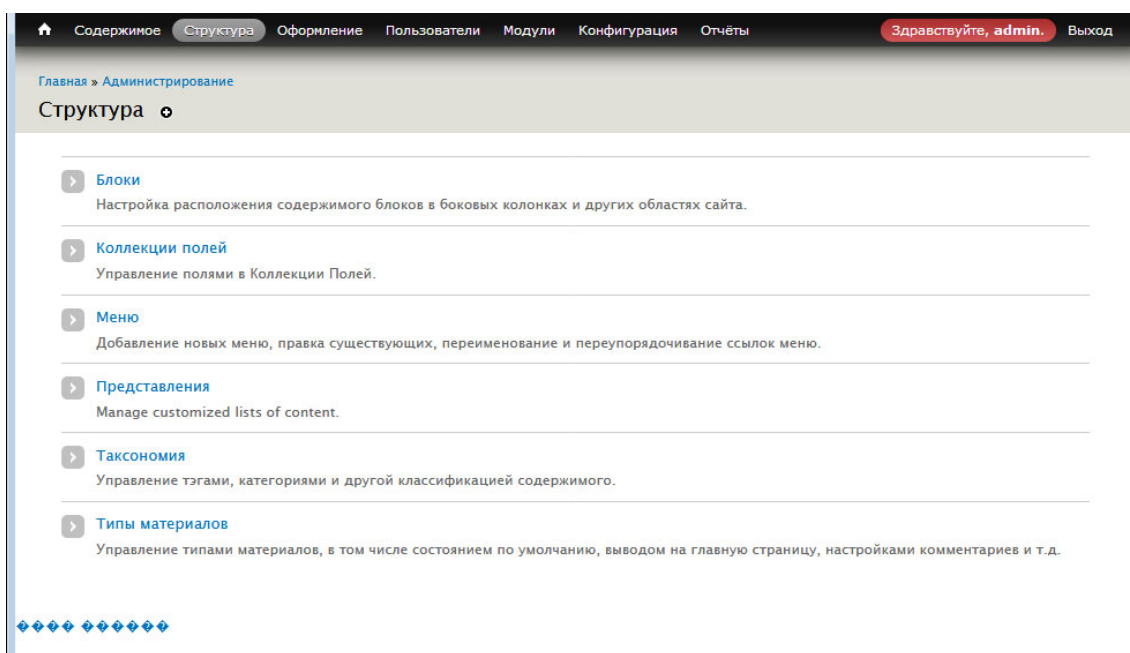 Содержимое Структура Оформление Пользователи Модули Конфигурация Отчёты Здравствуйте, admin. Выход
Главная » Администрирование
Структура
Блоки
Настройка расположения содержимого блоков в боковых колонках и других областях сайта.
Коллекции полей
Управление полями в Коллекции Полей.
Меню
Добавление новых меню, правка существующих, переименование и переупорядочивание ссылок меню.
Представления
Manage customized lists of content.
Таксономия
Управление тэгами, категориями и другой классификацией содержимого.
Типы материалов
Управление типами материалов, в том числе состоянием по умолчанию, выводом на главную страницу, настройками комментариев и т.д.
���� ������